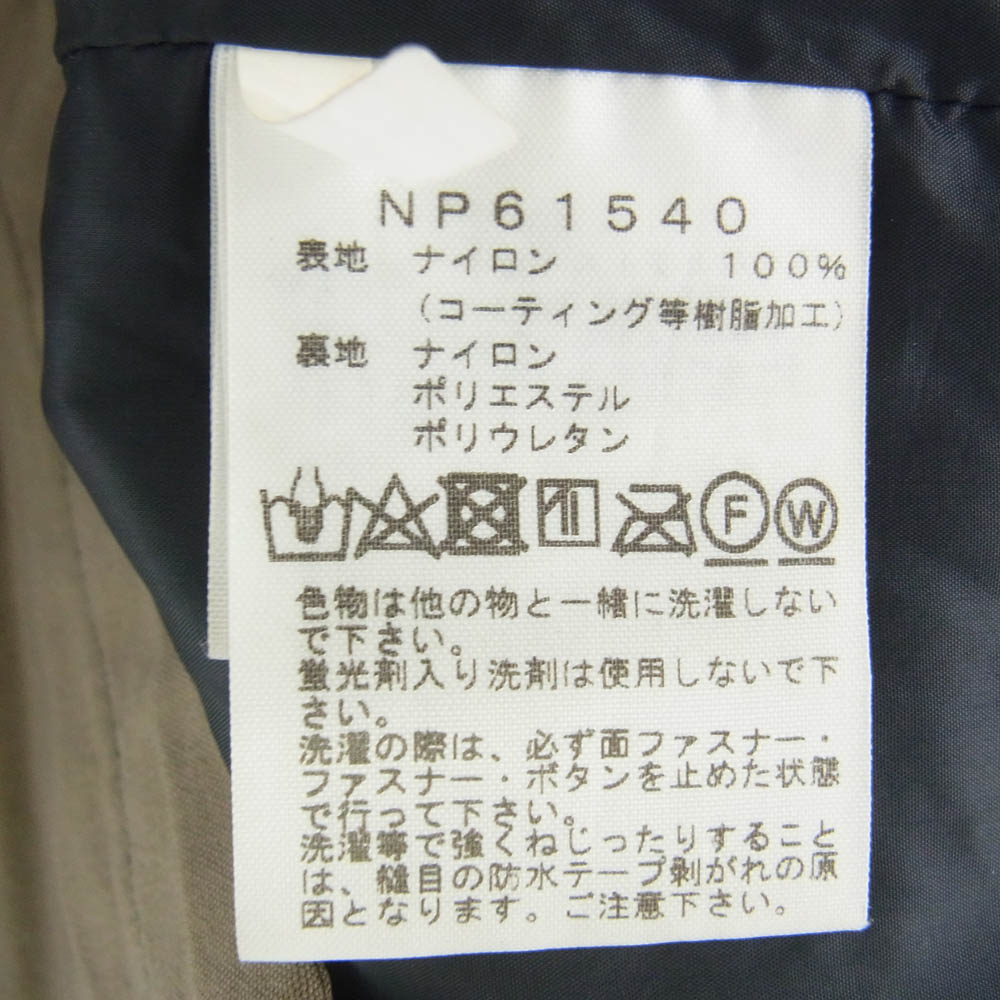 NP61540
表地 ナイロン 100%
(コーティング等樹脂加工)
裏地 ナイロン
ポリエステル
ポリウレタン
F W
色物は他の物と一緒に洗濯しない
で下さい。
蛍光剤入り洗剤は使用しないで下
さい。
洗濯の際は、必ず面ファスナー・
ファスナー・ボタンを止めた状態
で行って下さい。
洗濯等で強くねじったりすること
は、縫目の防水テープ剥がれの原
因となります。ご注意下さい。